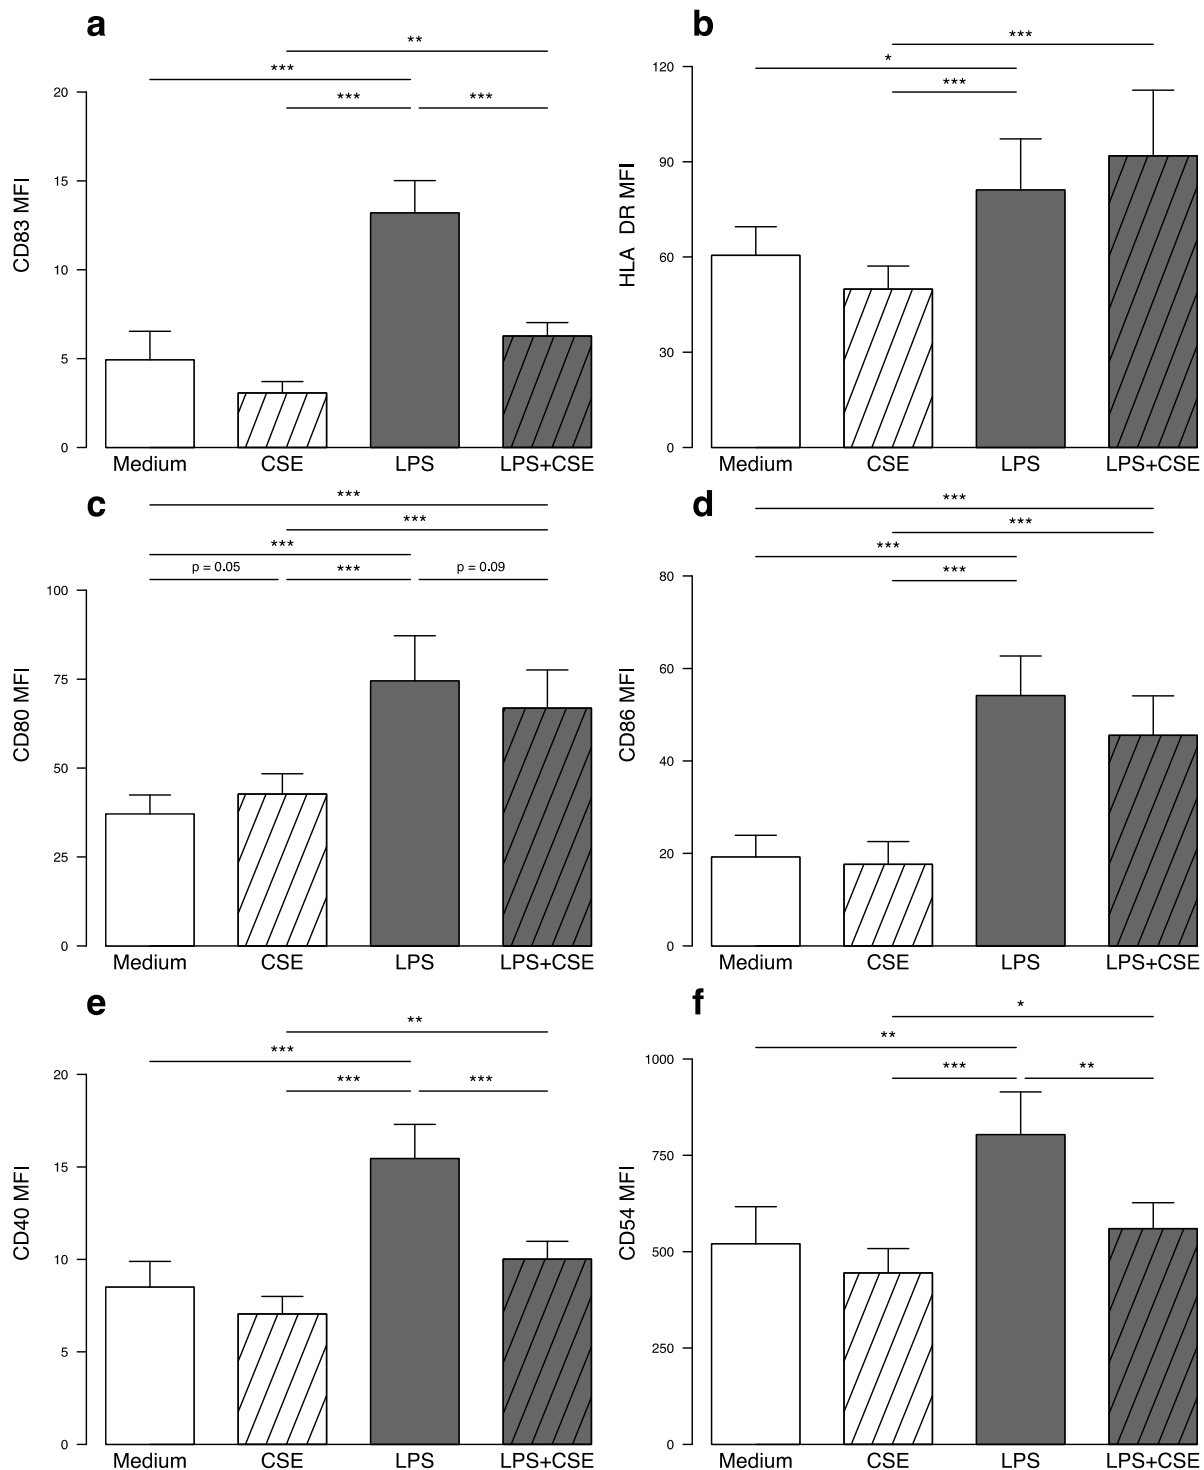 a
**
***
***
***
20
15
10
5
0
CD83 MFI
Medium CSE LPS LPS+CSE
b
***
*
***
120
90
60
30
0
HLA DR MFI
Medium CSE LPS LPS+CSE
c
***
***
***
p = 0.05 *** p = 0.09
100
75
50
25
0
CD80 MFI
Medium CSE LPS LPS+CSE
d
***
***
***
***
80
60
40
20
0
CD86 MFI
Medium CSE LPS LPS+CSE
e
**
***
***
***
20
15
10
5
0
CD40 MFI
Medium CSE LPS LPS+CSE
f
*
**
***
**
1000
750
500
250
0
CD54 MFI
Medium CSE LPS LPS+CSE